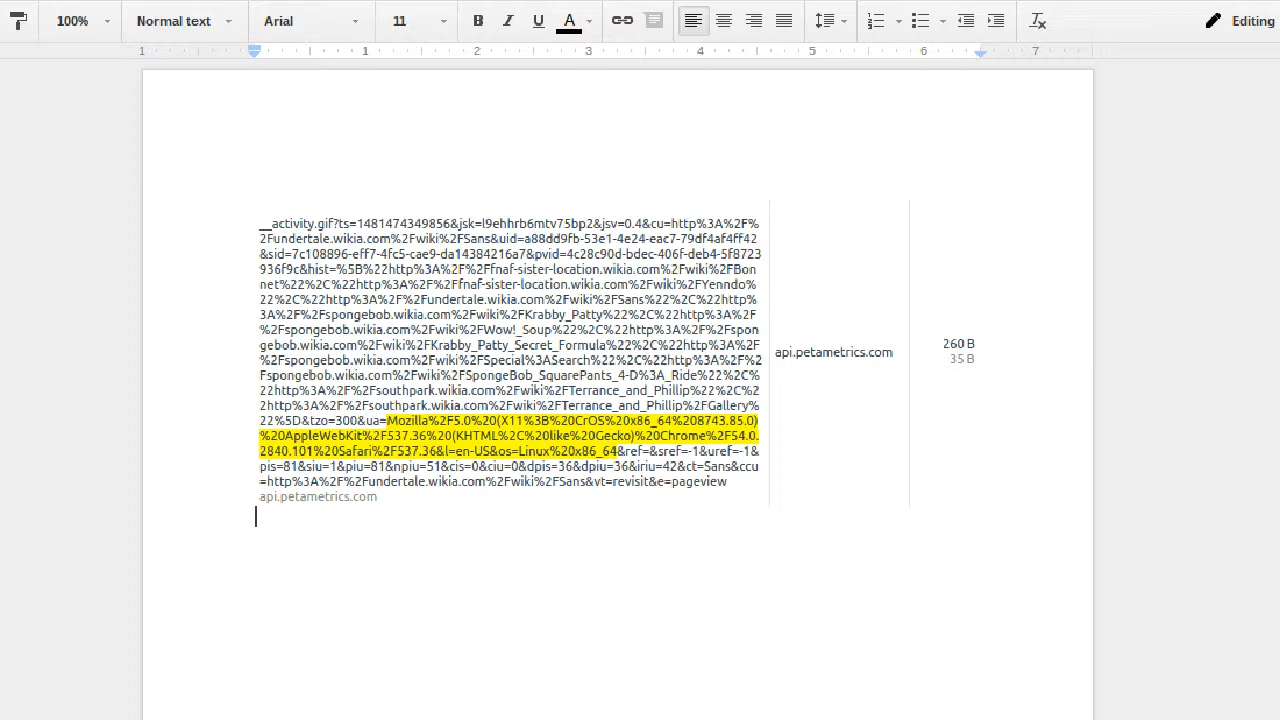 100% Normal text Arial 11 B I U A Editing
1 1 2 3 4 5 6 7
__activity.gif?ts=1481474349856&jsk=l9ehhrb6mtv75bp2&jsv=0.4&cu=http%3A%2F%
2Fundertale.wikia.com%2Fwiki%2FSans&uid=a88dd9fb-53e1-4e24-eac7-79df4af4ff42
&sid=7c108896-eff7-4fc5-cae9-da14384216a7&pvid=4c28c90d-bdec-406f-deb4-5f8723
936f9c&hist=%5B%22http%3A%2F%2Ffnaf-sister-location.wikia.com%2Fwiki%2FBon
net%22%2C%22http%3A%2F%2Ffnaf-sister-location.wikia.com%2Fwiki%2FYenndo%
22%2C%22http%3A%2F%2Fundertale.wikia.com%2Fwiki%2FSans%22%2C%22http%
3A%2F%2Fspongebob.wikia.com%2Fwiki%2FKrabby_Patty%22%2C%22http%3A%2F
%2Fspongebob.wikia.com%2Fwiki%2FWow!_Soup%22%2C%22http%3A%2F%2Fspon
gebob.wikia.com%2Fwiki%2FKrabby_Patty_Secret_Formula%22%2C%22http%3A%2F
%2Fspongebob.wikia.com%2Fwiki%2FSpecial%3ASearch%22%2C%22http%3A%2F%2
Fspongebob.wikia.com%2Fwiki%2FSpongeBob_SquarePants_4-D%3A_Ride%22%2C%
22http%3A%2F%2Fsouthpark.wikia.com%2Fwiki%2FTerrance_and_Phillip%22%2C%2
2http%3A%2F%2Fsouthpark.wikia.com%2Fwiki%2FTerrance_and_Phillip%2FGallery%
22%5D&tzo=300&ua=Mozilla%2F5.0%20(X11%3B%20CrOS%20x86_64%208743.85.0)
%20AppleWebKit%2F537.36%20(KHTML%2C%20like%20Gecko)%20Chrome%2F54.0.
2840.101%20Safari%2F537.36&l=en-US&os=Linux%20x86_64&ref=&sref=-1&uref=-1&
pis=81&siu=1&piu=81&npiu=51&cis=0&ciu=0&dpis=36&dpiu=36&iriu=42&ct=Sans&ccu
=http%3A%2F%2Fundertale.wikia.com%2Fwiki%2FSans&vt=revisit&e=pageview
api.petametrics.com
api.petametrics.com
260 B
35 B